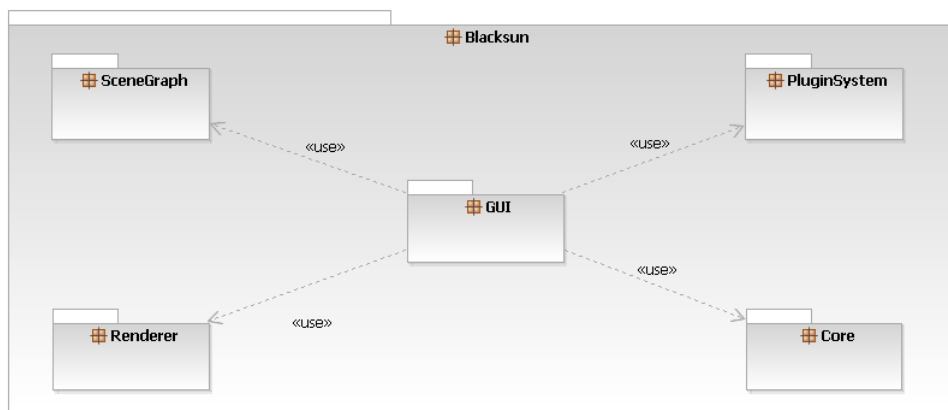 Blacksun
SceneGraph
PluginSystem
«use»
«use»
GUI
«use»
«use»
Renderer
Core